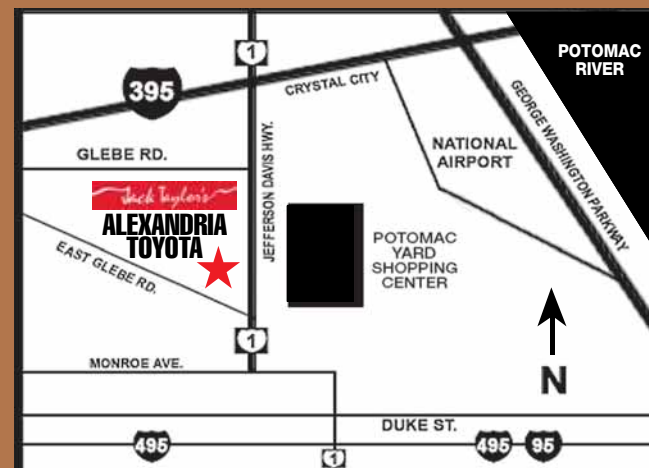 1
POTOMAC
RIVER
395
CRYSTAL CITY
GEORGE WASHINGTON PARKWAY
GLEBE RD.
JEFFERSON DAVIS HWY.
NATIONAL
AIRPORT
Jack Taylor's
ALEXANDRIA
TOYOTA
EAST GLEBE RD.
POTOMAC
YARD
SHOPPING
CENTER
1
MONROE AVE.
N
DUKE ST.
495
1
495
95